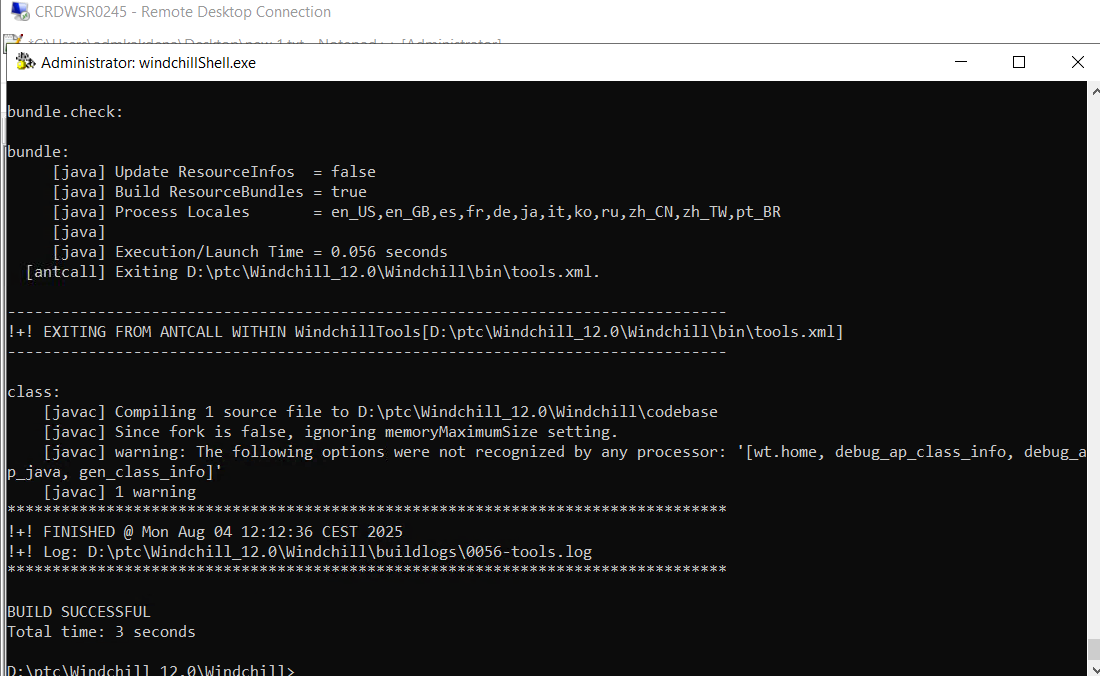 CRDWSR0245 - Remote Desktop Connection
Administrator: windchillShell.exe
bundle.check:
bundle:
[java] Update ResourceInfos  = false
[java] Build ResourceBundles = true
[java] Process Locales       = en_US,en_GB,es,fr,de,ja,it,ko,ru,zh_CN,zh_TW,pt_BR
[java]
[java] Execution/Launch Time = 0.056 seconds
[antcall] Exiting D:\ptc\Windchill_12.0\Windchill\bin\tools.xml.
--------------------------------------------------------------------------------
!+! EXITING FROM ANTCALL WITHIN WindchillTools[D:\ptc\Windchill_12.0\Windchill\bin\tools.xml]
--------------------------------------------------------------------------------
class:
[javac] Compiling 1 source file to D:\ptc\Windchill_12.0\Windchill\codebase
[javac] Since fork is false, ignoring memoryMaximumSize setting.
[javac] warning: The following options were not recognized by any processor: '[wt.home, debug_ap_class_info, debug_a
p_java, gen_class_info]'
[javac] 1 warning
********************************************************************************
!+! FINISHED @ Mon Aug 04 12:12:36 CEST 2025
!+! Log: D:\ptc\Windchill_12.0\Windchill\buildlogs\0056-tools.log
********************************************************************************
BUILD SUCCESSFUL
Total time: 3 seconds
D:\ptc\Windchill_12.0\Windchill>